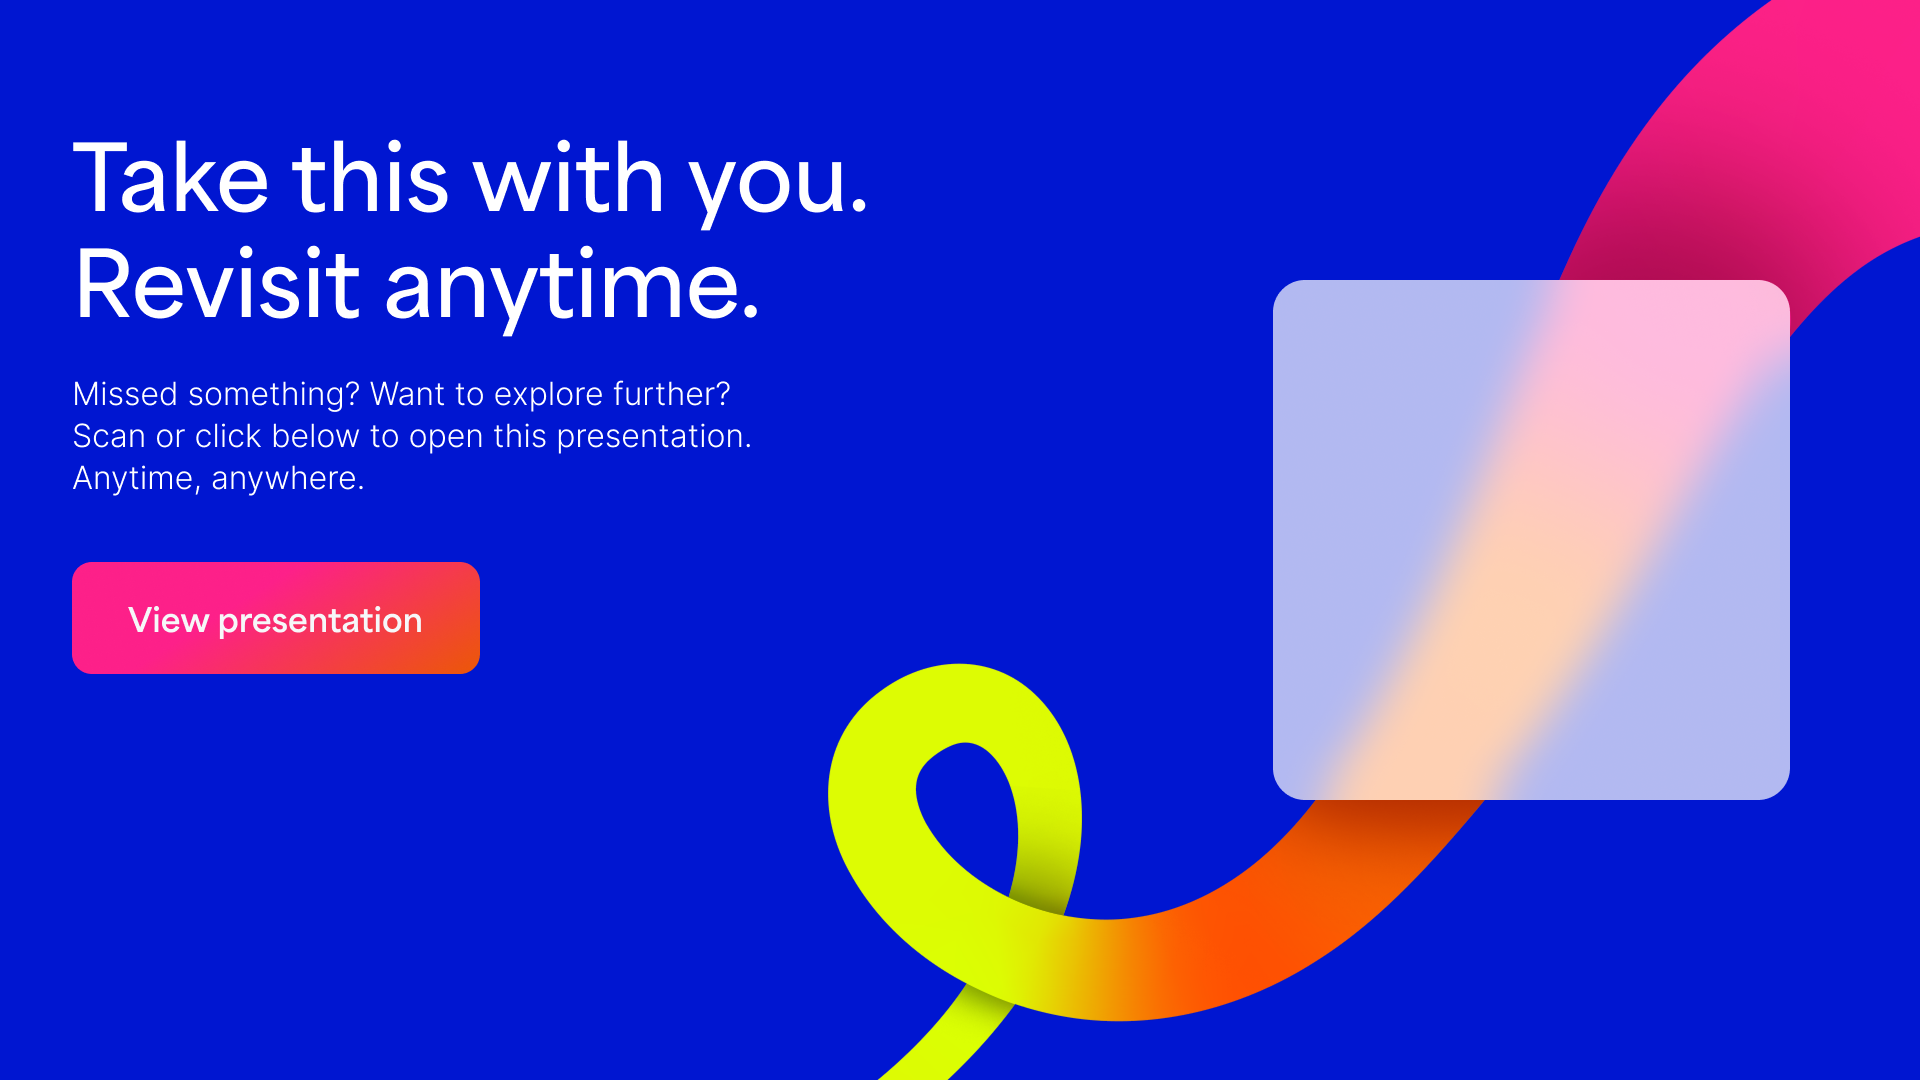 Take this with you.
Revisit anytime.
Missed something? Want to explore further?
Scan or click below to open this presentation.
Anytime, anywhere.
View presentation